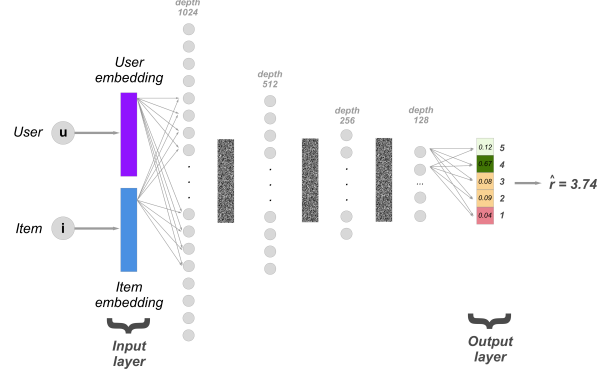 depth
1024
User
embedding
depth
512
depth
256
depth
128
User
u
0.12
5
0.67
4
0.08
3
...
r̂ = 3.74
0.09
2
0.04
1
Item
i
Item
embedding
Input
layer
Output
layer